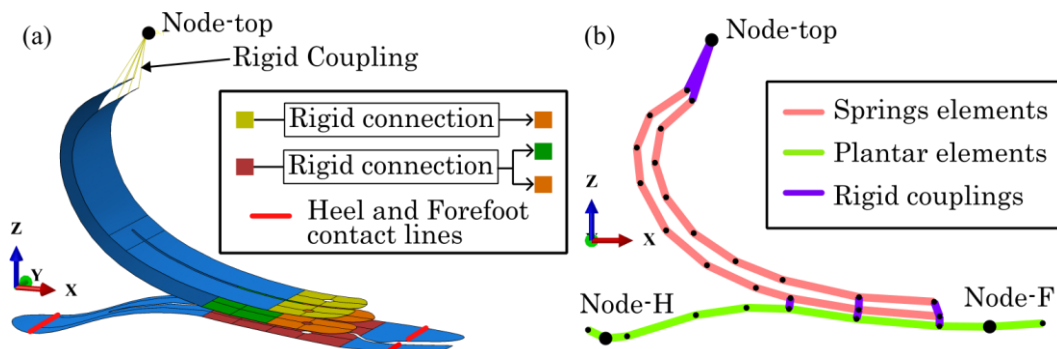 (a)
Node-top
Rigid Coupling
Rigid connection
Rigid connection
Heel and Forefoot
contact lines
Z
Y
X
(b)
Node-top
Springs elements
Plantar elements
Rigid couplings
Z
Y
X
Node-H
Node-F